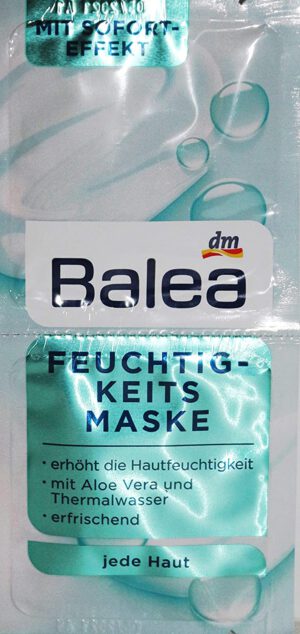 MIT SOFORT-
EFFEKT
dm
Balea
FEUCHTIG-
KEITS
MASKE
• erhöht die Hautfeuchtigkeit
• mit Aloe Vera und
Thermalwasser
• erfrischend
jede Haut